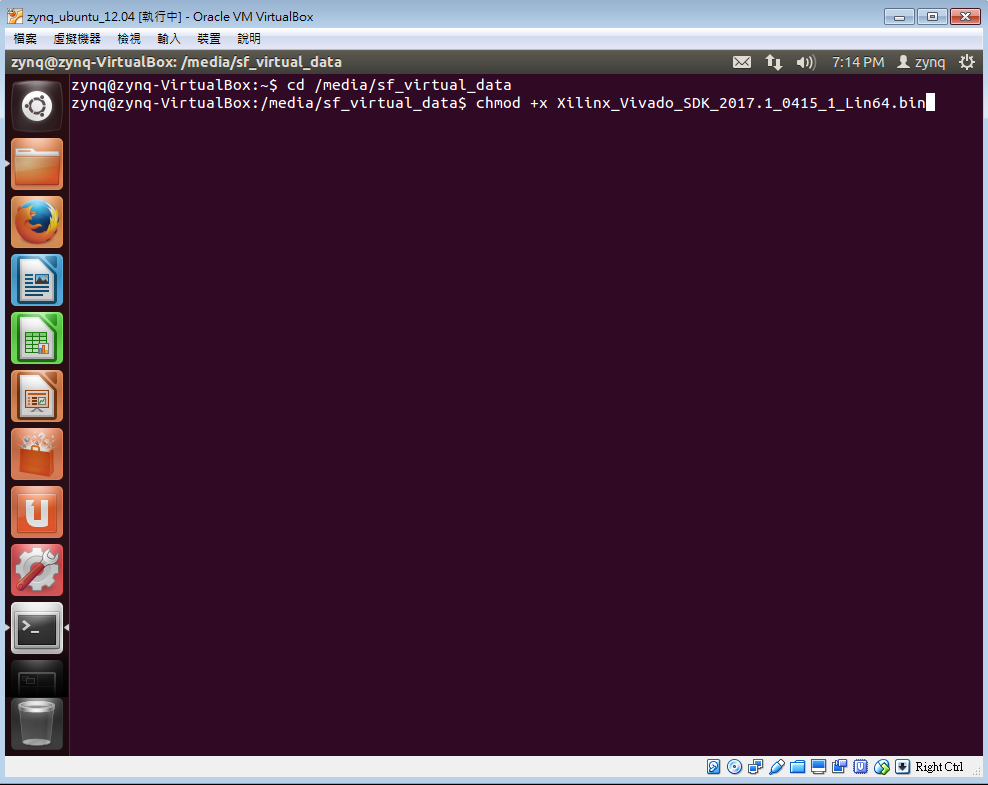 zynq_ubuntu_12.04 [執行中] - Oracle VM VirtualBox
檔案 虛擬機器 檢視 輸入 裝置 說明
zynq@zynq-VirtualBox: /media/sf_virtual_data 7:14 PM zynq
zynq@zynq-VirtualBox:~$ cd /media/sf_virtual_data
zynq@zynq-VirtualBox:/media/sf_virtual_data$ chmod +x Xilinx_Vivado_SDK_2017.1_0415_1_Lin64.bin
Right Ctrl